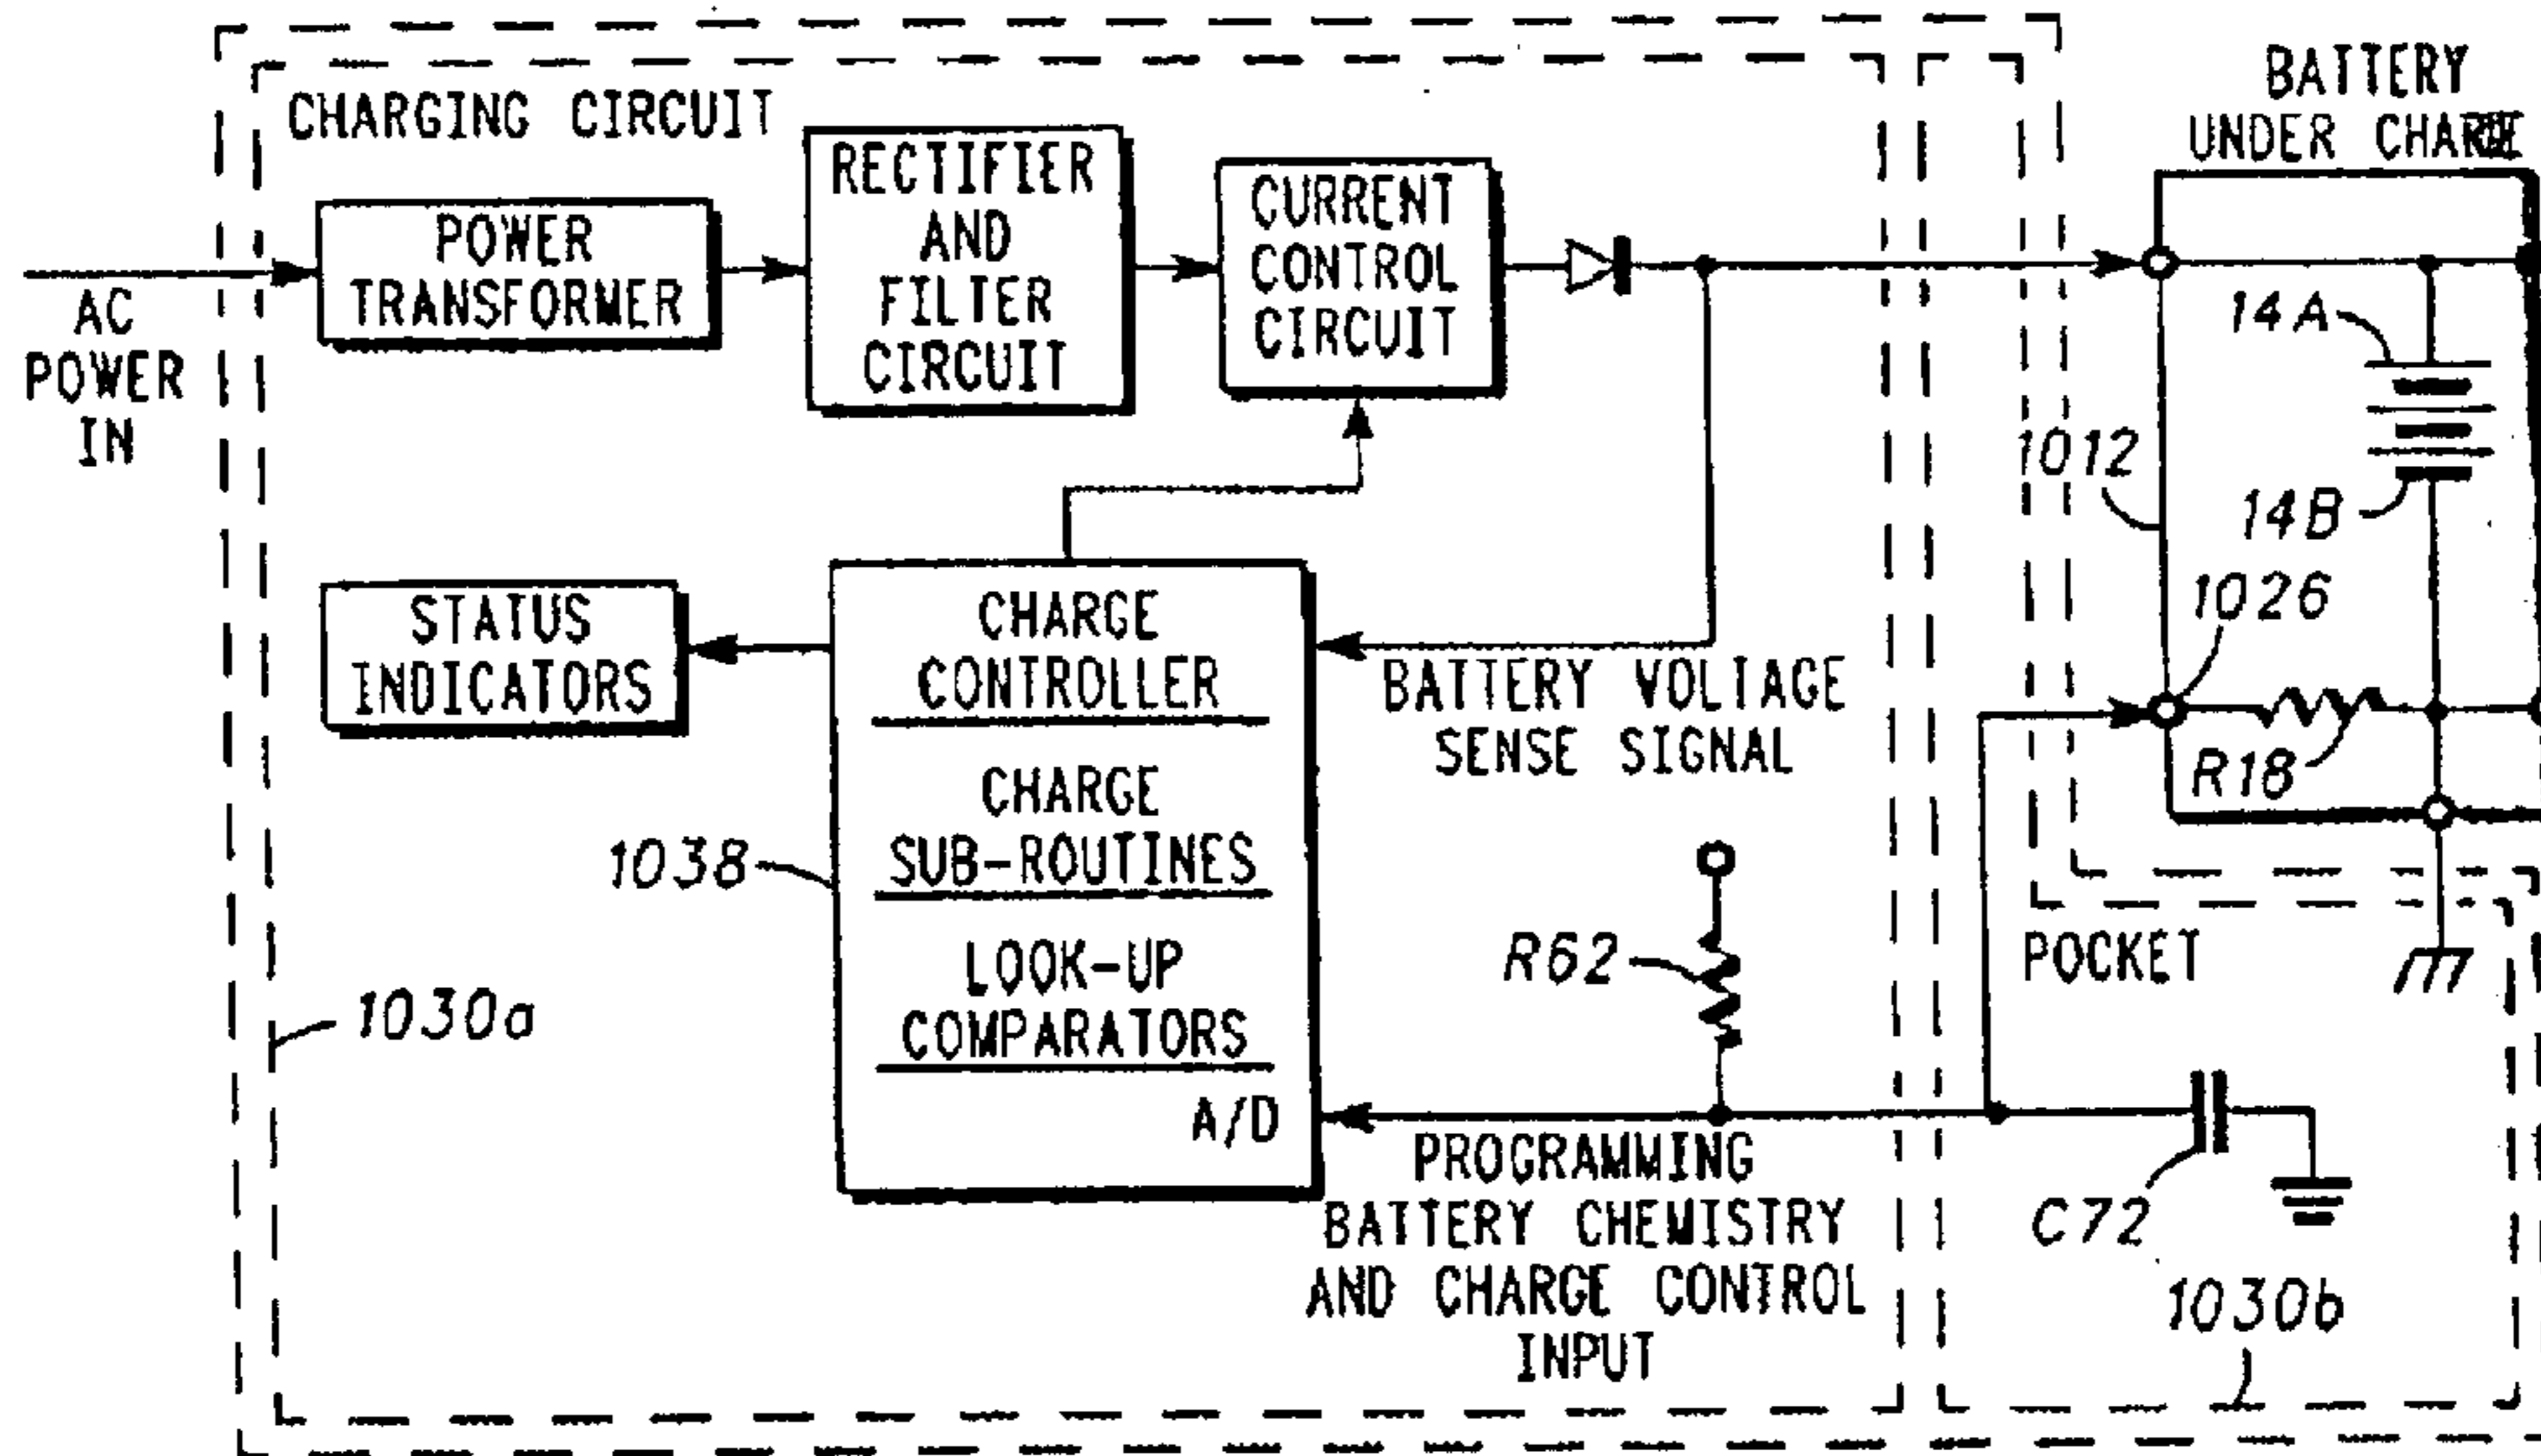 CHARGING CIRCUIT
BATTERY
UNDER
AC
POWER
IN
POWER
TRANSFORMER
RECTIFIER
AND
FILTER
CIRCUIT
CURRENT
CONTROL
CIRCUIT
14A
14B
1012
1026
R18
STATUS
INDICATORS
CHARGE
CONTROLLER
CHARGE
SUB-ROUTINES
LOOK-UP
COMPARATORS
A/D
1038
BATTERY VOLTAGE
SENSE SIGNAL
R62
POCKET
1030a
PROGRAMMING
BATTERY CHEMISTRY
AND CHARGE CONTROL
INPUT
C72
1030b